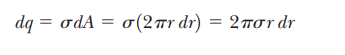 dq = σdA = σ(2πr dr) = 2πσr dr